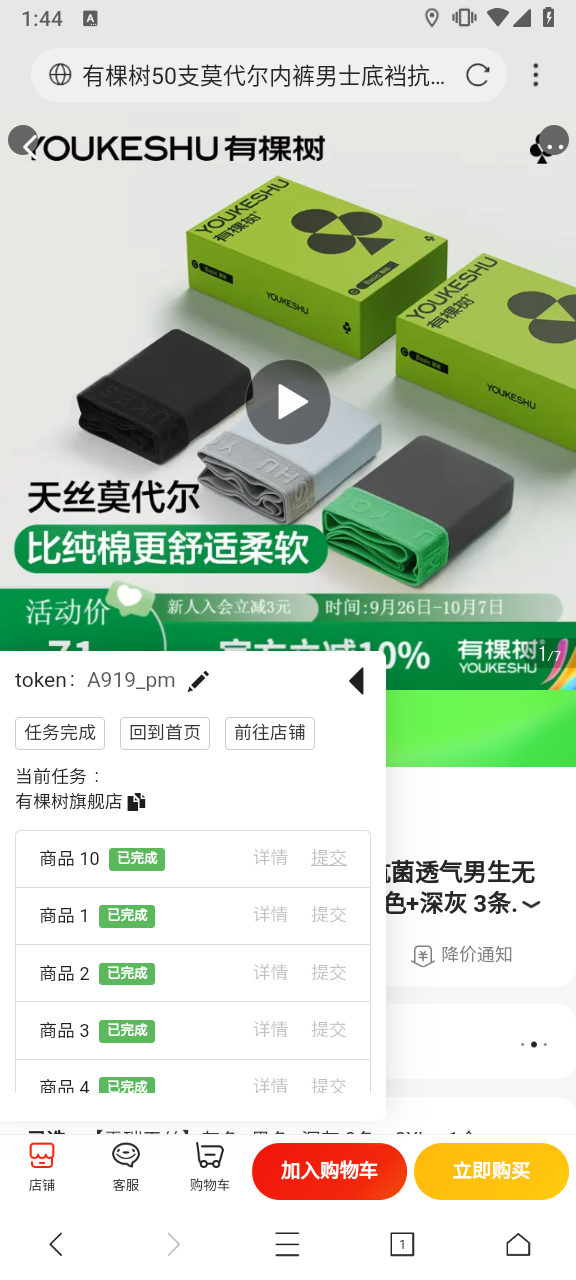 1:44
有棵树50支莫代尔内裤男士底裆抗...
YOUKESHU 有棵树
YOUKESHU
有棵树
Basic 基础
YOUKESHU
YOUKESHU
有棵树
Basic 基础
YOUKESHU
天丝莫代尔
比纯棉更舒适柔软
活动价 新人入会立减3元 时间:9月26日-10月7日
71 官方立减10% 有棵树
YOUKESHU
1/7
token: A919_pm
任务完成 回到首页 前往店铺
当前任务：
有棵树旗舰店
商品 10 已完成 详情 提交
抗菌透气男生无
商品 1 已完成 详情 提交
色+深灰 3条.
商品 2 已完成 详情 提交
降价通知
商品 3 已完成 详情 提交
商品 4 已完成 详情 提交
店铺 客服 购物车 加入购物车 立即购买
1